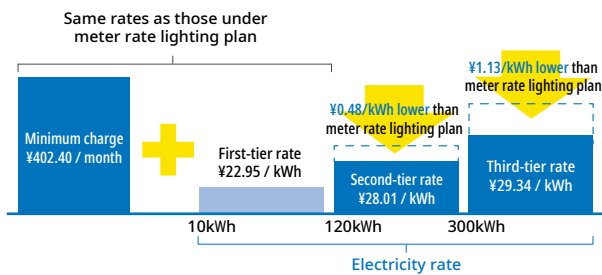 Same rates as those under
meter rate lighting plan
¥1.13/kWh lower than
meter rate lighting plan
¥0.48/kWh lower than
meter rate lighting plan
Minimum charge
¥402.40 / month
First-tier rate
¥22.95 / kWh
Second-tier rate
¥28.01 / kWh
Third-tier rate
¥29.34 / kWh
10kWh
120kWh
300kWh
Electricity rate